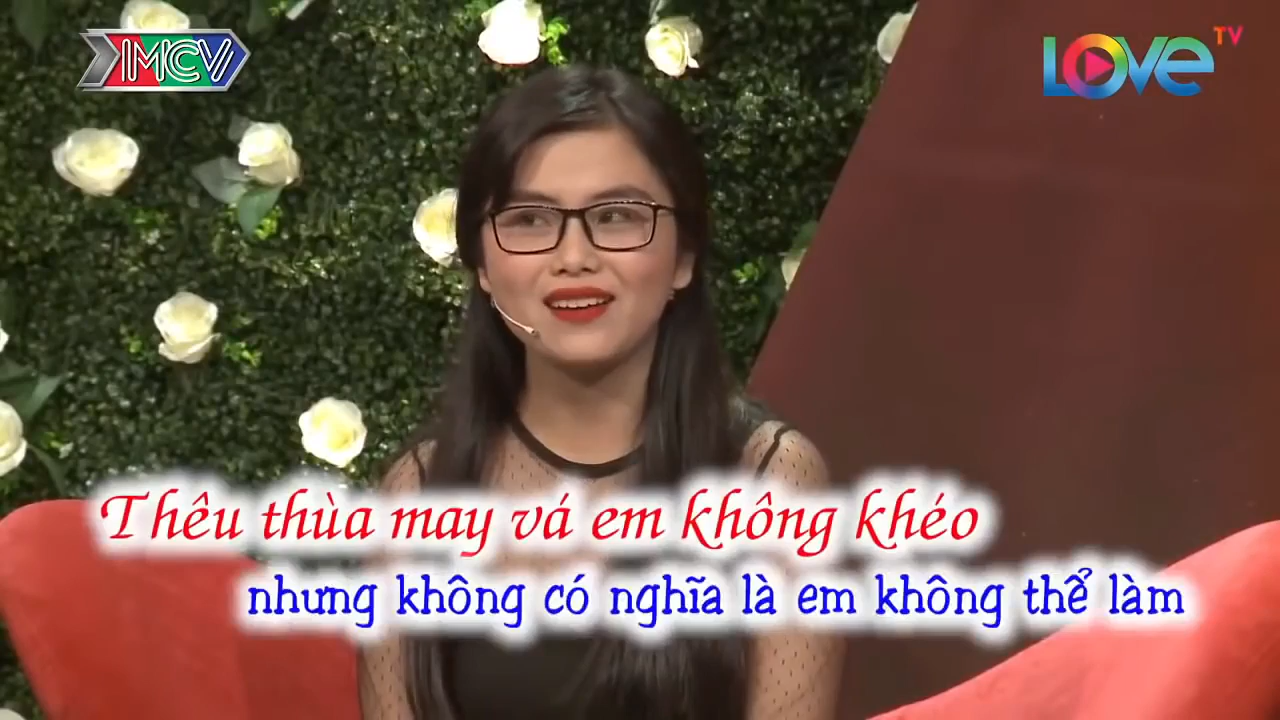 MCV
LOVE TV
Thêu thùa may vá em không khéo
nhưng không có nghĩa là em không thể làm